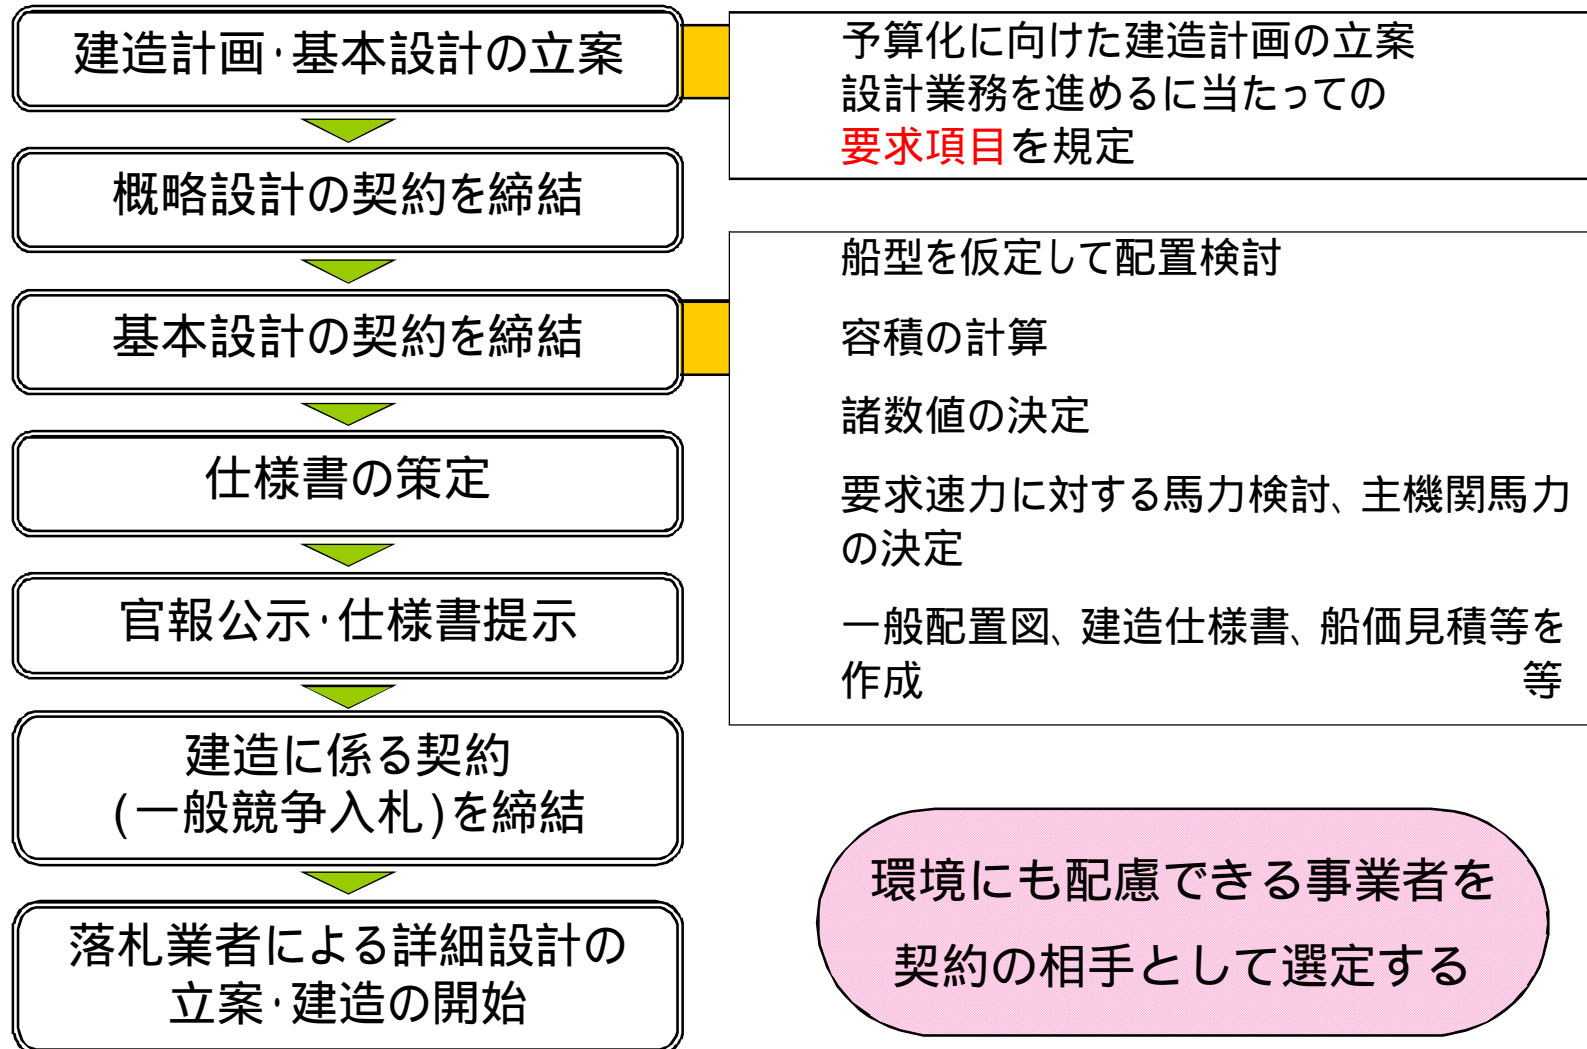 建造計画・基本設計の立案
概略設計の契約を締結
基本設計の契約を締結
仕様書の策定
官報公示・仕様書提示
建造に係る契約
(一般競争入札)を締結
落札業者による詳細設計の
立案・建造の開始
予算化に向けた建造計画の立案
設計業務を進めるに当たっての
要求項目を規定
船型を仮定して配置検討
容積の計算
諸数値の決定
要求速力に対する馬力検討、主機関馬力
の決定
一般配置図、建造仕様書、船価見積等を
作成 等
環境にも配慮できる事業者を
契約の相手として選定する